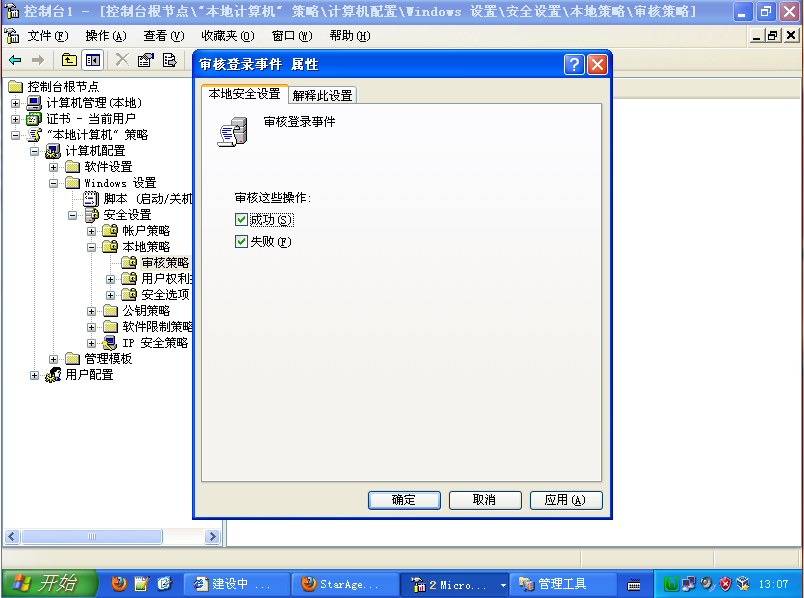 控制台1 - [控制台根节点\“本地计算机” 策略\计算机配置\Windows 设置\安全设置\本地策略\审核策略]
文件(F) 操作(A) 查看(V) 收藏夹(O) 窗口(W) 帮助(H)
控制台根节点
计算机管理(本地)
证书 - 当前用户
“本地计算机” 策略
计算机配置
软件设置
Windows 设置
脚本 (启动/关机
安全设置
帐户策略
本地策略
审核策略
用户权利
安全选项
公钥策略
软件限制策略
IP 安全策略
管理模板
用户配置
审核登录事件 属性
本地安全设置 解释此设置
审核登录事件
审核这些操作:
成功(S)
失败(F)
确定 取消 应用(A)
开始 建设中 ... StarAge... 2 Micro... 管理工具 13:07